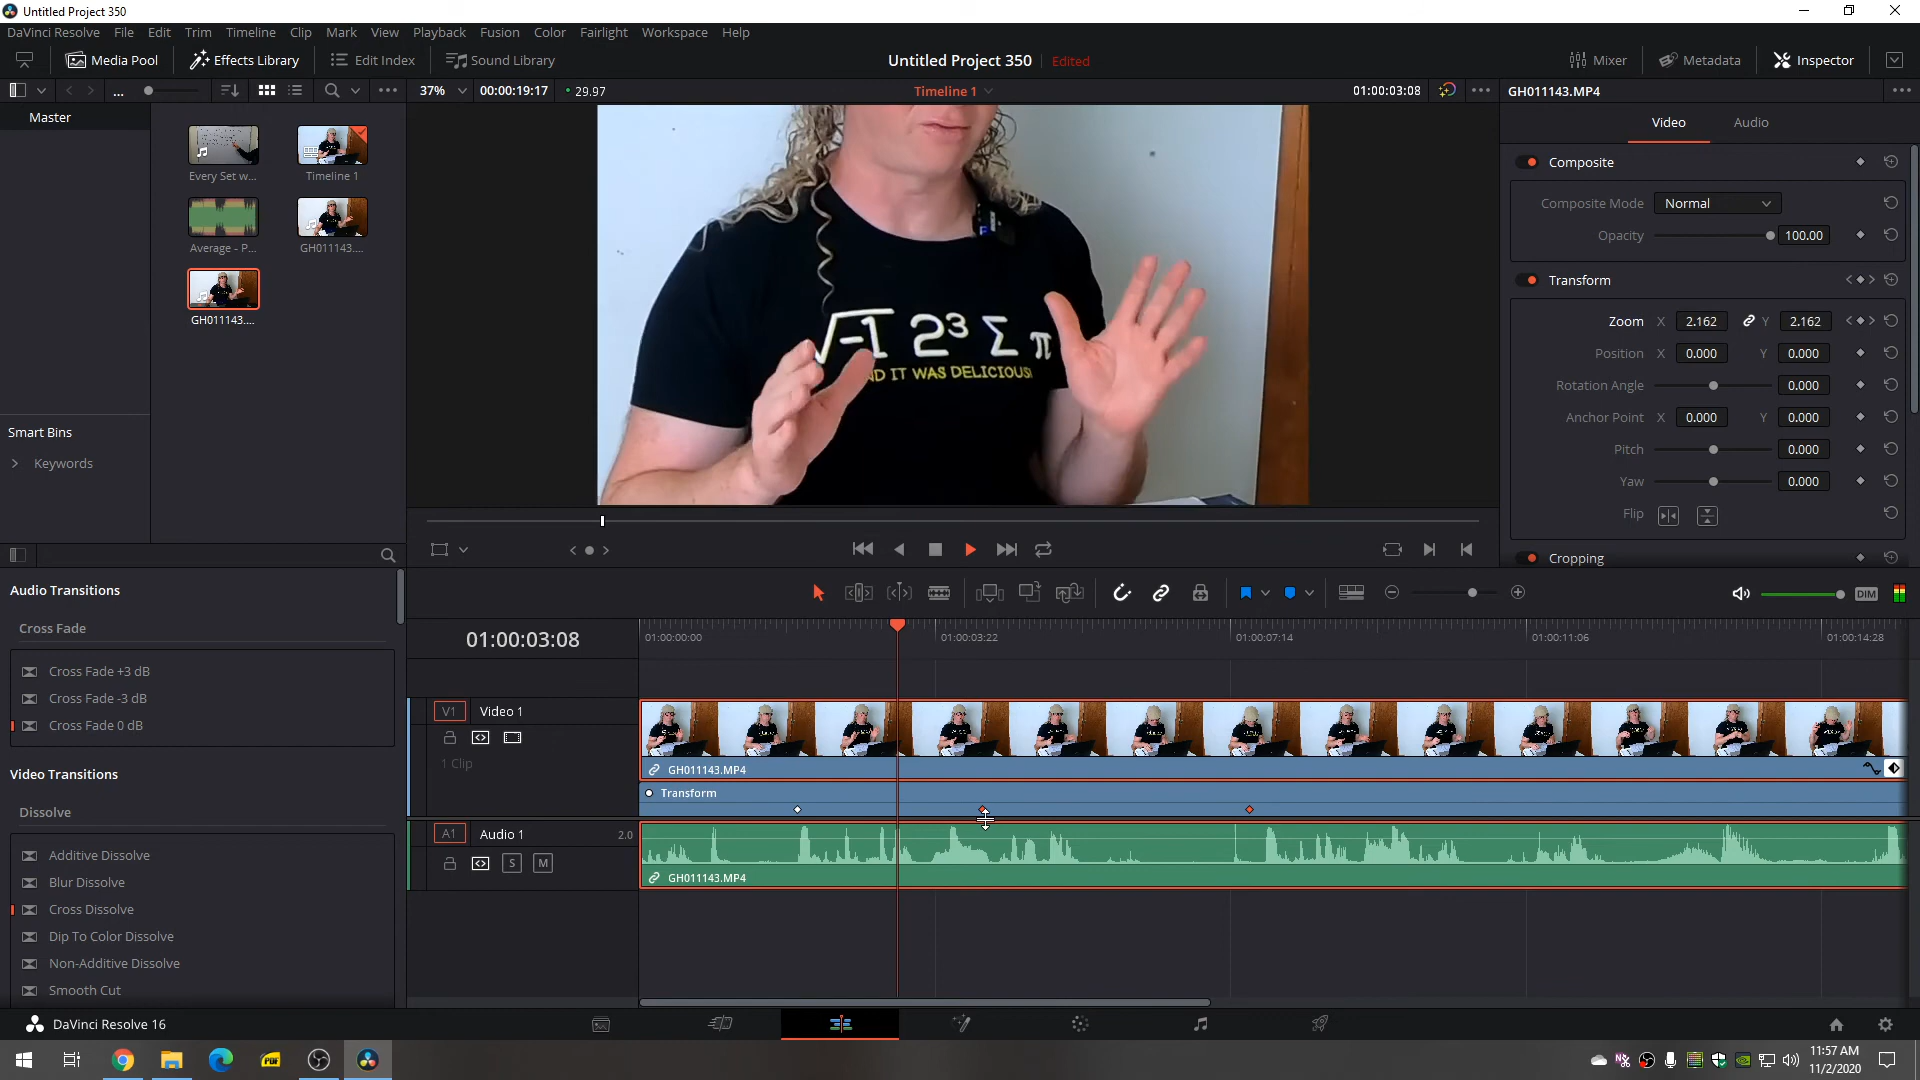 Untitled Project 350
DaVinci Resolve File Edit Trim Timeline Clip Mark View Playback Fusion Color Fairlight Workspace Help
Media Pool Effects Library Edit Index Sound Library Untitled Project 350 Edited Mixer Metadata Inspector
... 37% 00:00:19:17 29.97 Timeline 1 01:00:03:08 GH011143.MP4
Master
Video Audio
Composite
Every Set w... Timeline 1
Composite Mode Normal
Opacity 100.00
Average - P... GH011143....
Transform
GH011143....
Zoom X 2.162 Y 2.162
Position X 0.000 Y 0.000
Rotation Angle 0.000
Anchor Point X 0.000 Y 0.000
Pitch 0.000
Yaw 0.000
Flip
Cropping
√-1 2³ Σ π
ND IT WAS DELICIOUS!
Smart Bins
Keywords
Audio Transitions
Cross Fade
Cross Fade +3 dB
Cross Fade -3 dB
Cross Fade 0 dB
Video Transitions
Dissolve
Additive Dissolve
Blur Dissolve
Cross Dissolve
Dip To Color Dissolve
Non-Additive Dissolve
Smooth Cut
DIM
01:00:03:08
01:00:00:00 01:00:03:22 01:00:07:14 01:00:11:06 01:00:14:28
V1 Video 1
1 Clip
GH011143.MP4
Transform
A1 Audio 1 2.0
S M
GH011143.MP4
DaVinci Resolve 16
PDF
11:57 AM
11/2/2020